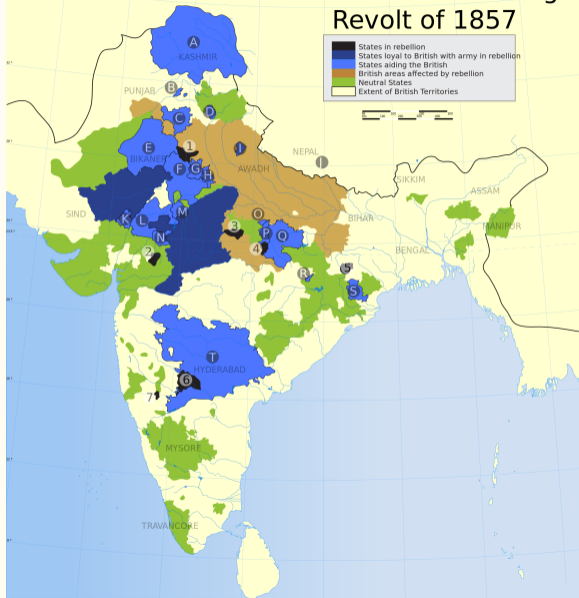 Revolt of 1857
States in rebellion
States loyal to British with army in rebellion
States aiding the British
British areas affected by rebellion
Neutral States
Extent of British Territories
A
KASHMIR
B
PUNJAB
C
D
1
NEPAL
J
E
I
BIKANER
F
G
H
AWADH
SIKKIM
ASSAM
SIND
K
L
M
O
BIHAR
3
P
Q
MANIPUR
N
2
4
BENGAL
R
5
S
T
HYDERABAD
6
7
MYSORE
TRAVANCORE